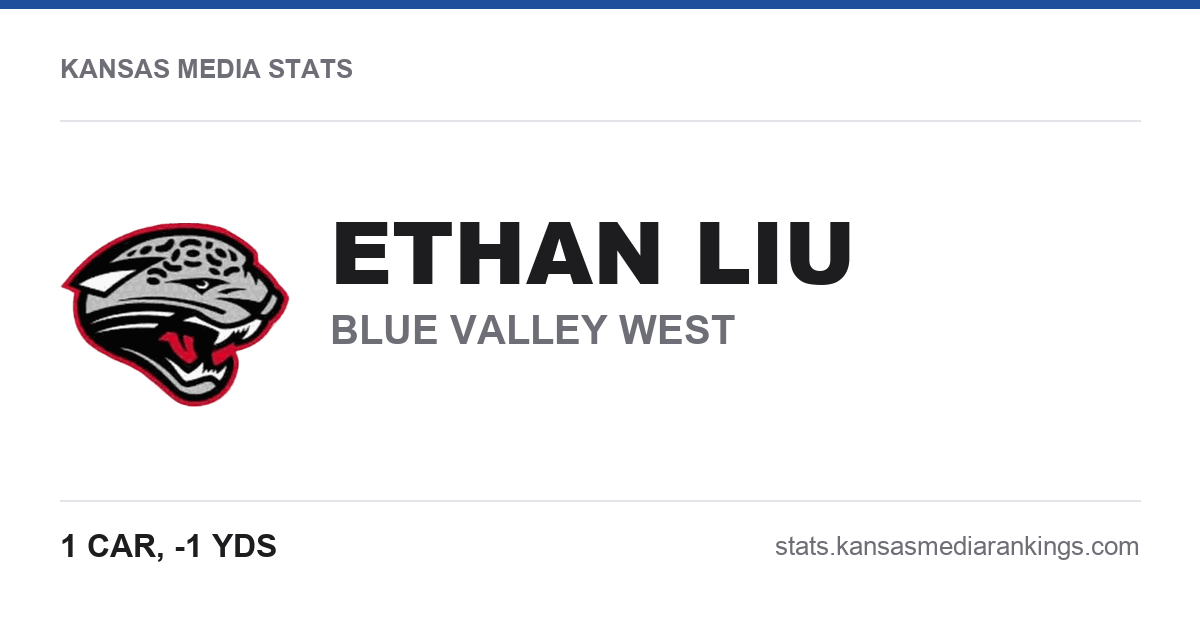 KANSAS MEDIA STATS
ETHAN LIU
BLUE VALLEY WEST
1 CAR, -1 YDS
stats.kansasmediarankings.com